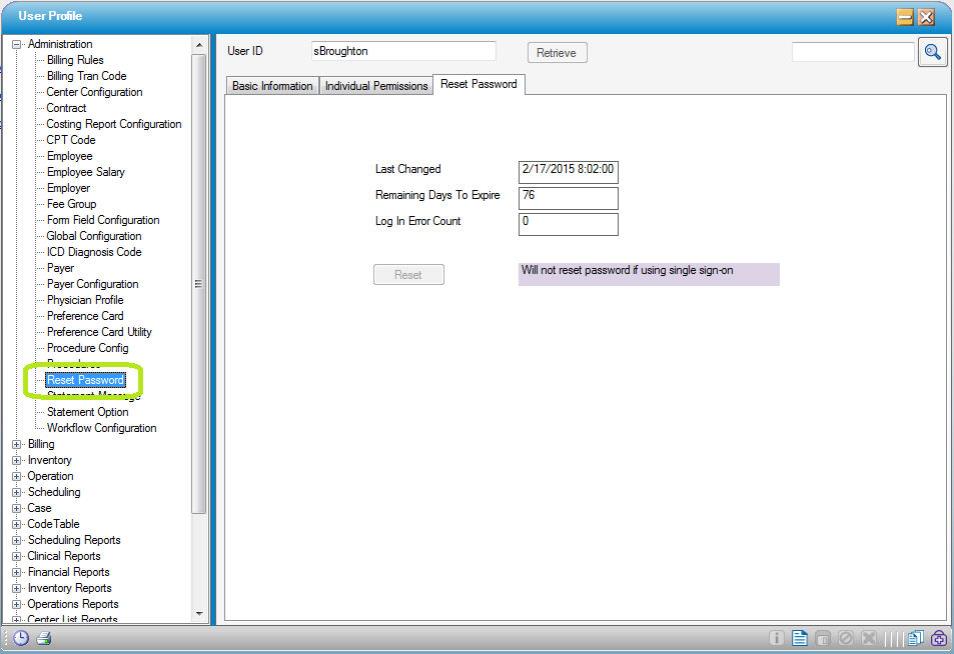 User Profile
Administration
Billing Rules
Billing Tran Code
Center Configuration
Contract
Costing Report Configuration
CPT Code
Employee
Employee Salary
Employer
Fee Group
Form Field Configuration
Global Configuration
ICD Diagnosis Code
Payer
Payer Configuration
Physician Profile
Preference Card
Preference Card Utility
Procedure Config
Procedures
Reset Password
Statement Message
Statement Option
Workflow Configuration
Billing
Inventory
Operation
Scheduling
Case
CodeTable
Scheduling Reports
Clinical Reports
Financial Reports
Inventory Reports
Operations Reports
Center List Reports
User ID sBroughton Retrieve
Basic Information Individual Permissions Reset Password
Last Changed 2/17/2015 8:02:00
Remaining Days To Expire 76
Log In Error Count 0
Reset Will not reset password if using single sign-on